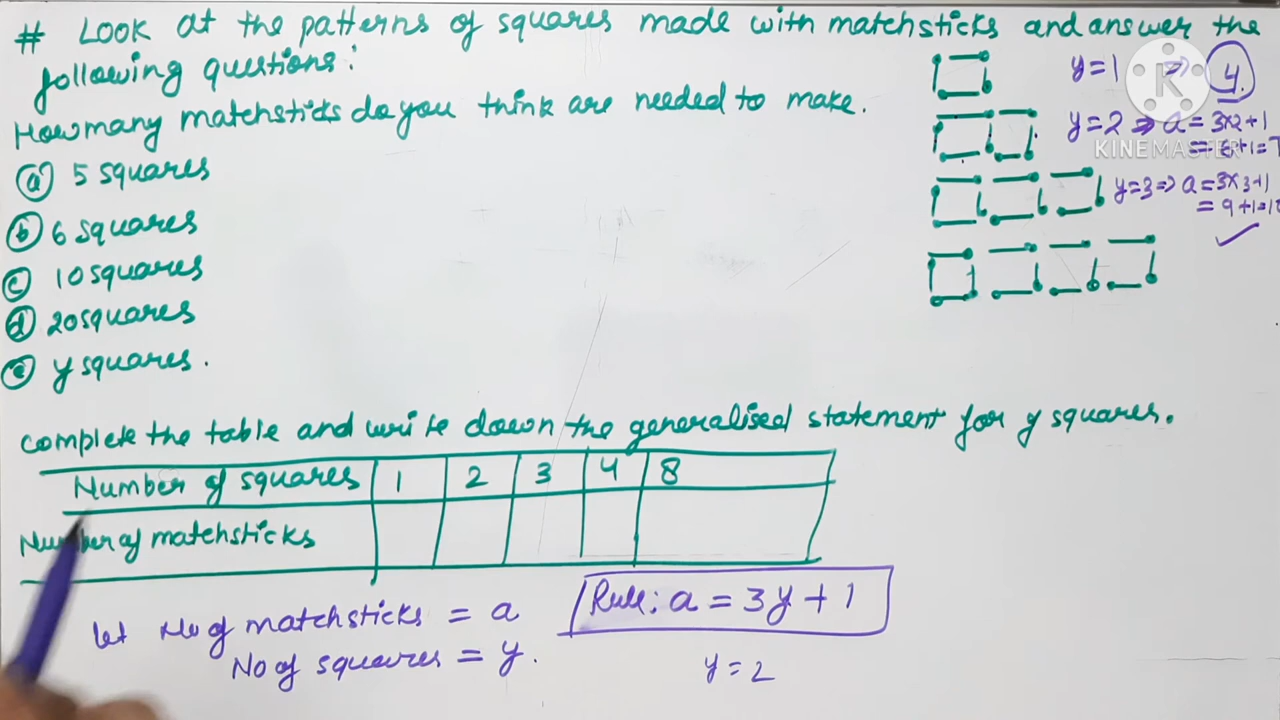 # Look at the patterns of squares made with matchsticks and answer the
following questions:
How many matchsticks do you think are needed to make.
(a) 5 squares
(b) 6 squares
(c) 10 squares
(d) 20 squares
(e) y squares.
y=1 ⇒ 4
y=2 ⇒ a = 3×2+1
= 6+1=7
KINEMASTER
y=3 ⇒ a=3×3+1
= 9+1=10
Complete the table and write down the generalised statement for y squares.
Number of squares 1 2 3 4 8
Number of matchsticks
Let No of matchsticks = a
No of squares = y.
Rule: a = 3y + 1
y = 2